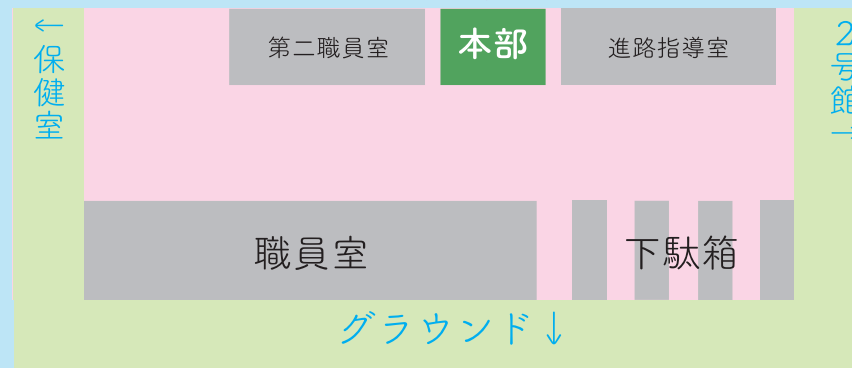 ←保健室
第二職員室
本部
進路指導室
2号館→
職員室
下駄箱
グラウンド↓